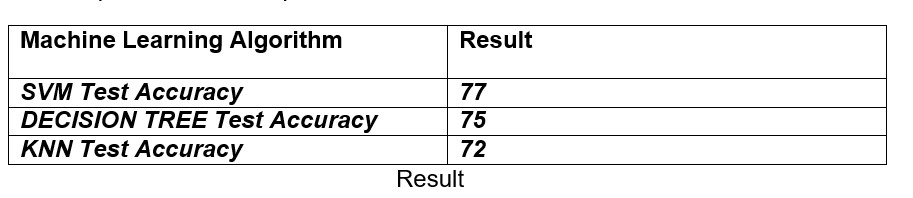 Machine Learning Algorithm Result
SVM Test Accuracy 77
DECISION TREE Test Accuracy 75
KNN Test Accuracy 72
Result